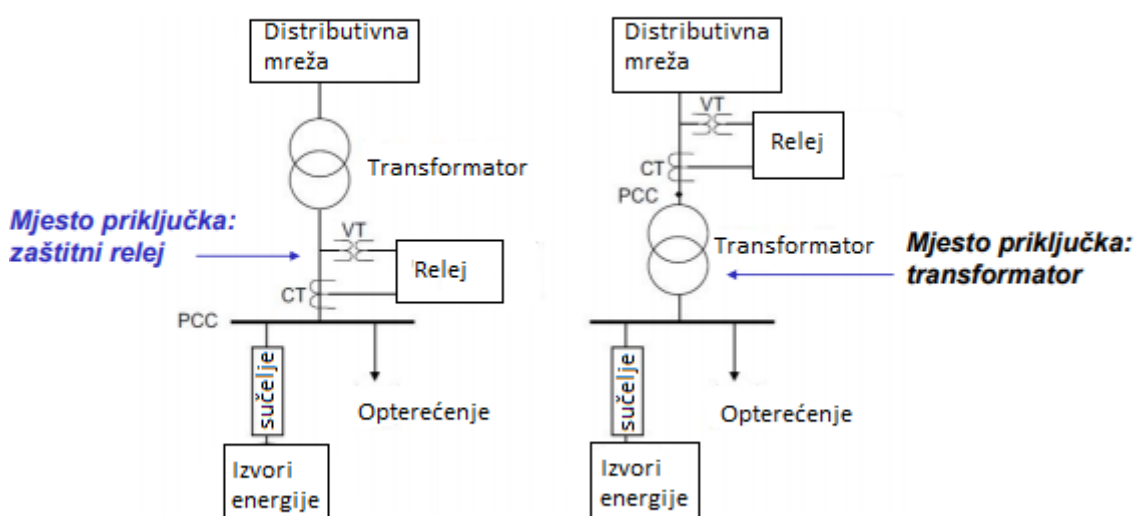 Distributivna
mreža
Transformator
Mjesto priključka:
zaštitni relej
VT
Relej
CT
PCC
sučelje
Opterećenje
Izvori
energije
Distributivna
mreža
VT
Relej
CT
PCC
Transformator
Mjesto priključka:
transformator
sučelje
Opterećenje
Izvori
energije